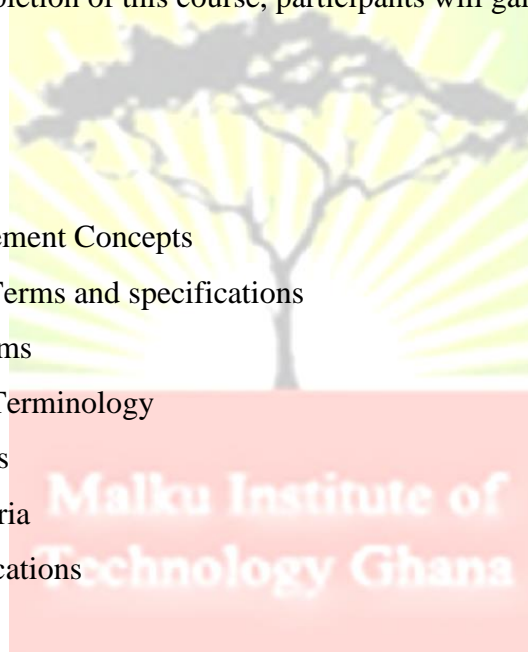 pletion of this course, participants will gai
ement Concepts
Terms and specifications
ms
Terminology
s
ria
cations
Malku Institute of
Technology Ghana